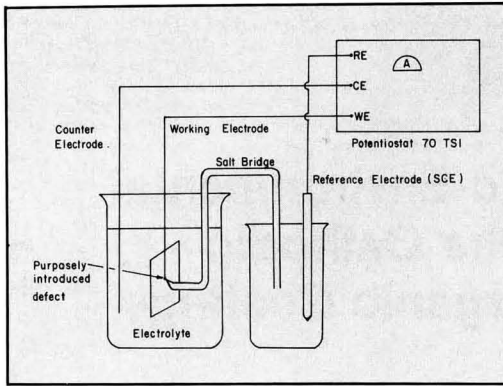 RE
A
CE
WE
Counter
Electrode.
Working Electrode
Potentiostat 70 TSI
Salt Bridge
Reference Electrode (SCE)
Purposely
introduced
defect
Electrolyte